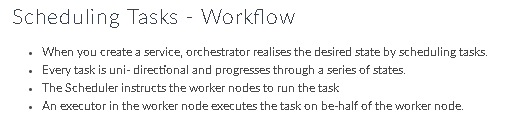 Scheduling Tasks - Workflow
• When you create a service, orchestrator realises the desired state by scheduling tasks.
• Every task is uni- directional and progresses through a series of states.
• The Scheduler instructs the worker nodes to run the task
• An executor in the worker node executes the task on be-half of the worker node.